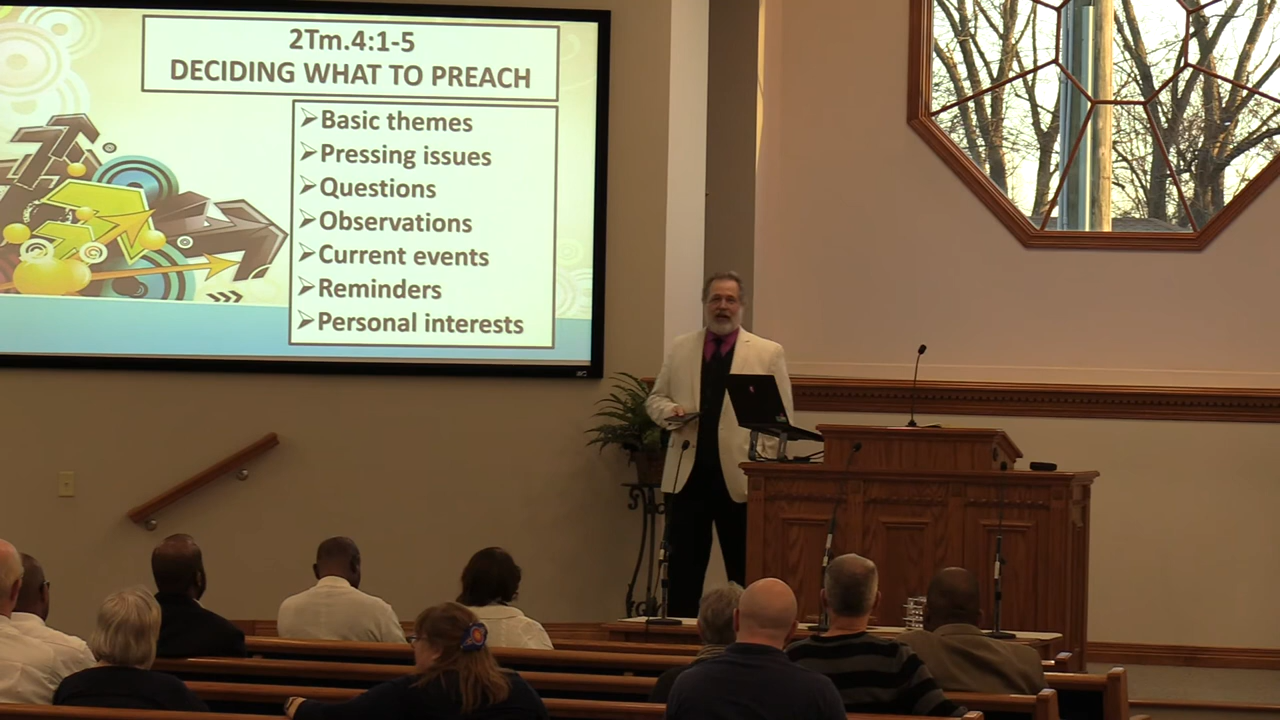 2Tm.4:1-5
DECIDING WHAT TO PREACH
➢Basic themes
➢Pressing issues
➢Questions
➢Observations
➢Current events
➢Reminders
➢Personal interests